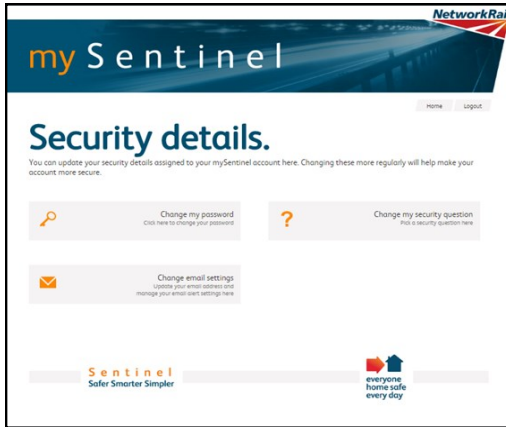 NetworkRail
my Sentinel
Home Logout
Security details.
You can update your security details assigned to your mySentinel account here. Changing these more regularly will help make your
account more secure.
Change my password
Click here to change your password
Change my security question
Pick a security question here
Change email settings
Update your email address and
manage your email alert settings here
Sentinel
Safer Smarter Simpler
everyone
home safe
every day